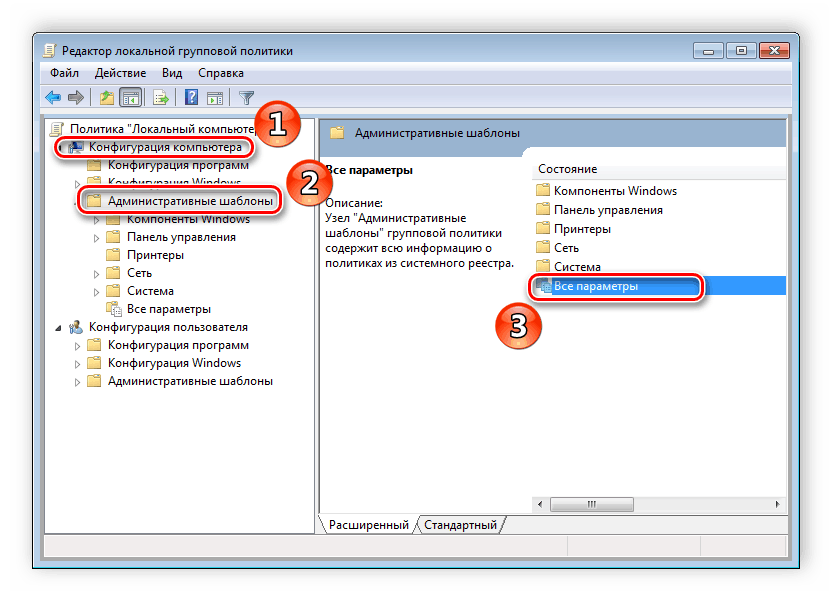 Редактор локальной групповой политики
Файл Действие Вид Справка
Политика "Локальный компьюте
1
Конфигурация компьютера
Конфигурация программ
Конфигурация Windows
2
Административные шаблоны
Компоненты Windows
Панель управления
Принтеры
Сеть
Система
Все параметры
Конфигурация пользователя
Конфигурация программ
Конфигурация Windows
Административные шаблоны
Административные шаблоны
Все параметры
Описание:
Узел "Административные
шаблоны" групповой политики
содержит всю информацию о
политиках из системного реестра.
Состояние
Компоненты Windows
Панель управления
Принтеры
Сеть
Система
Все параметры
3
Расширенный Стандартный